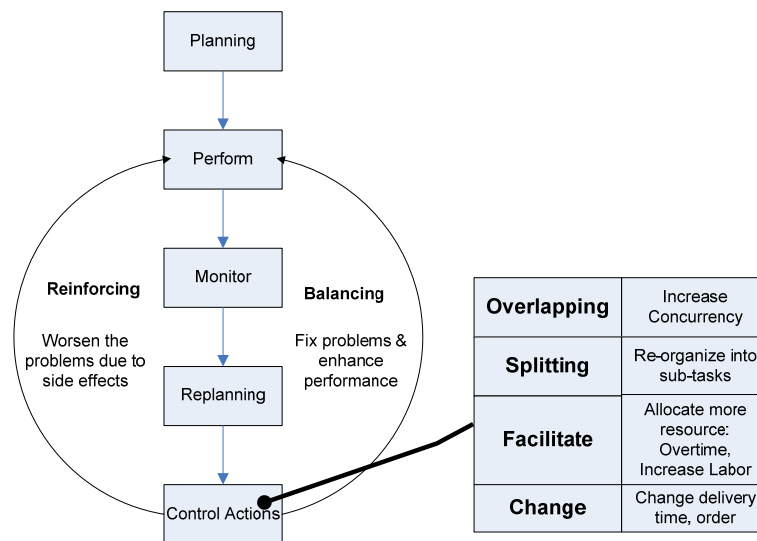 Planning
Perform
Monitor
Reinforcing
Balancing
Worsen the
problems due to
side effects
Fix problems &
enhance
performance
Replanning
Control Actions
Overlapping
Increase
Concurrency
Splitting
Re-organize into
sub-tasks
Facilitate
Allocate more
resource:
Overtime,
Increase Labor
Change
Change delivery
time, order